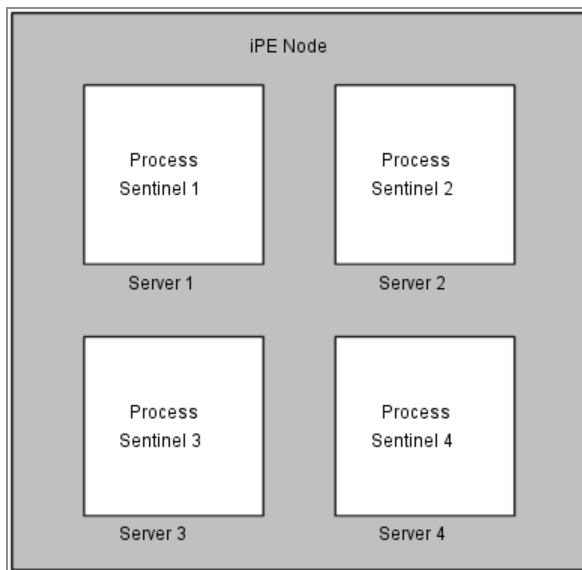 iPE Node
Process
Sentinel 1
Process
Sentinel 2
Server 1
Server 2
Process
Sentinel 3
Process
Sentinel 4
Server 3
Server 4